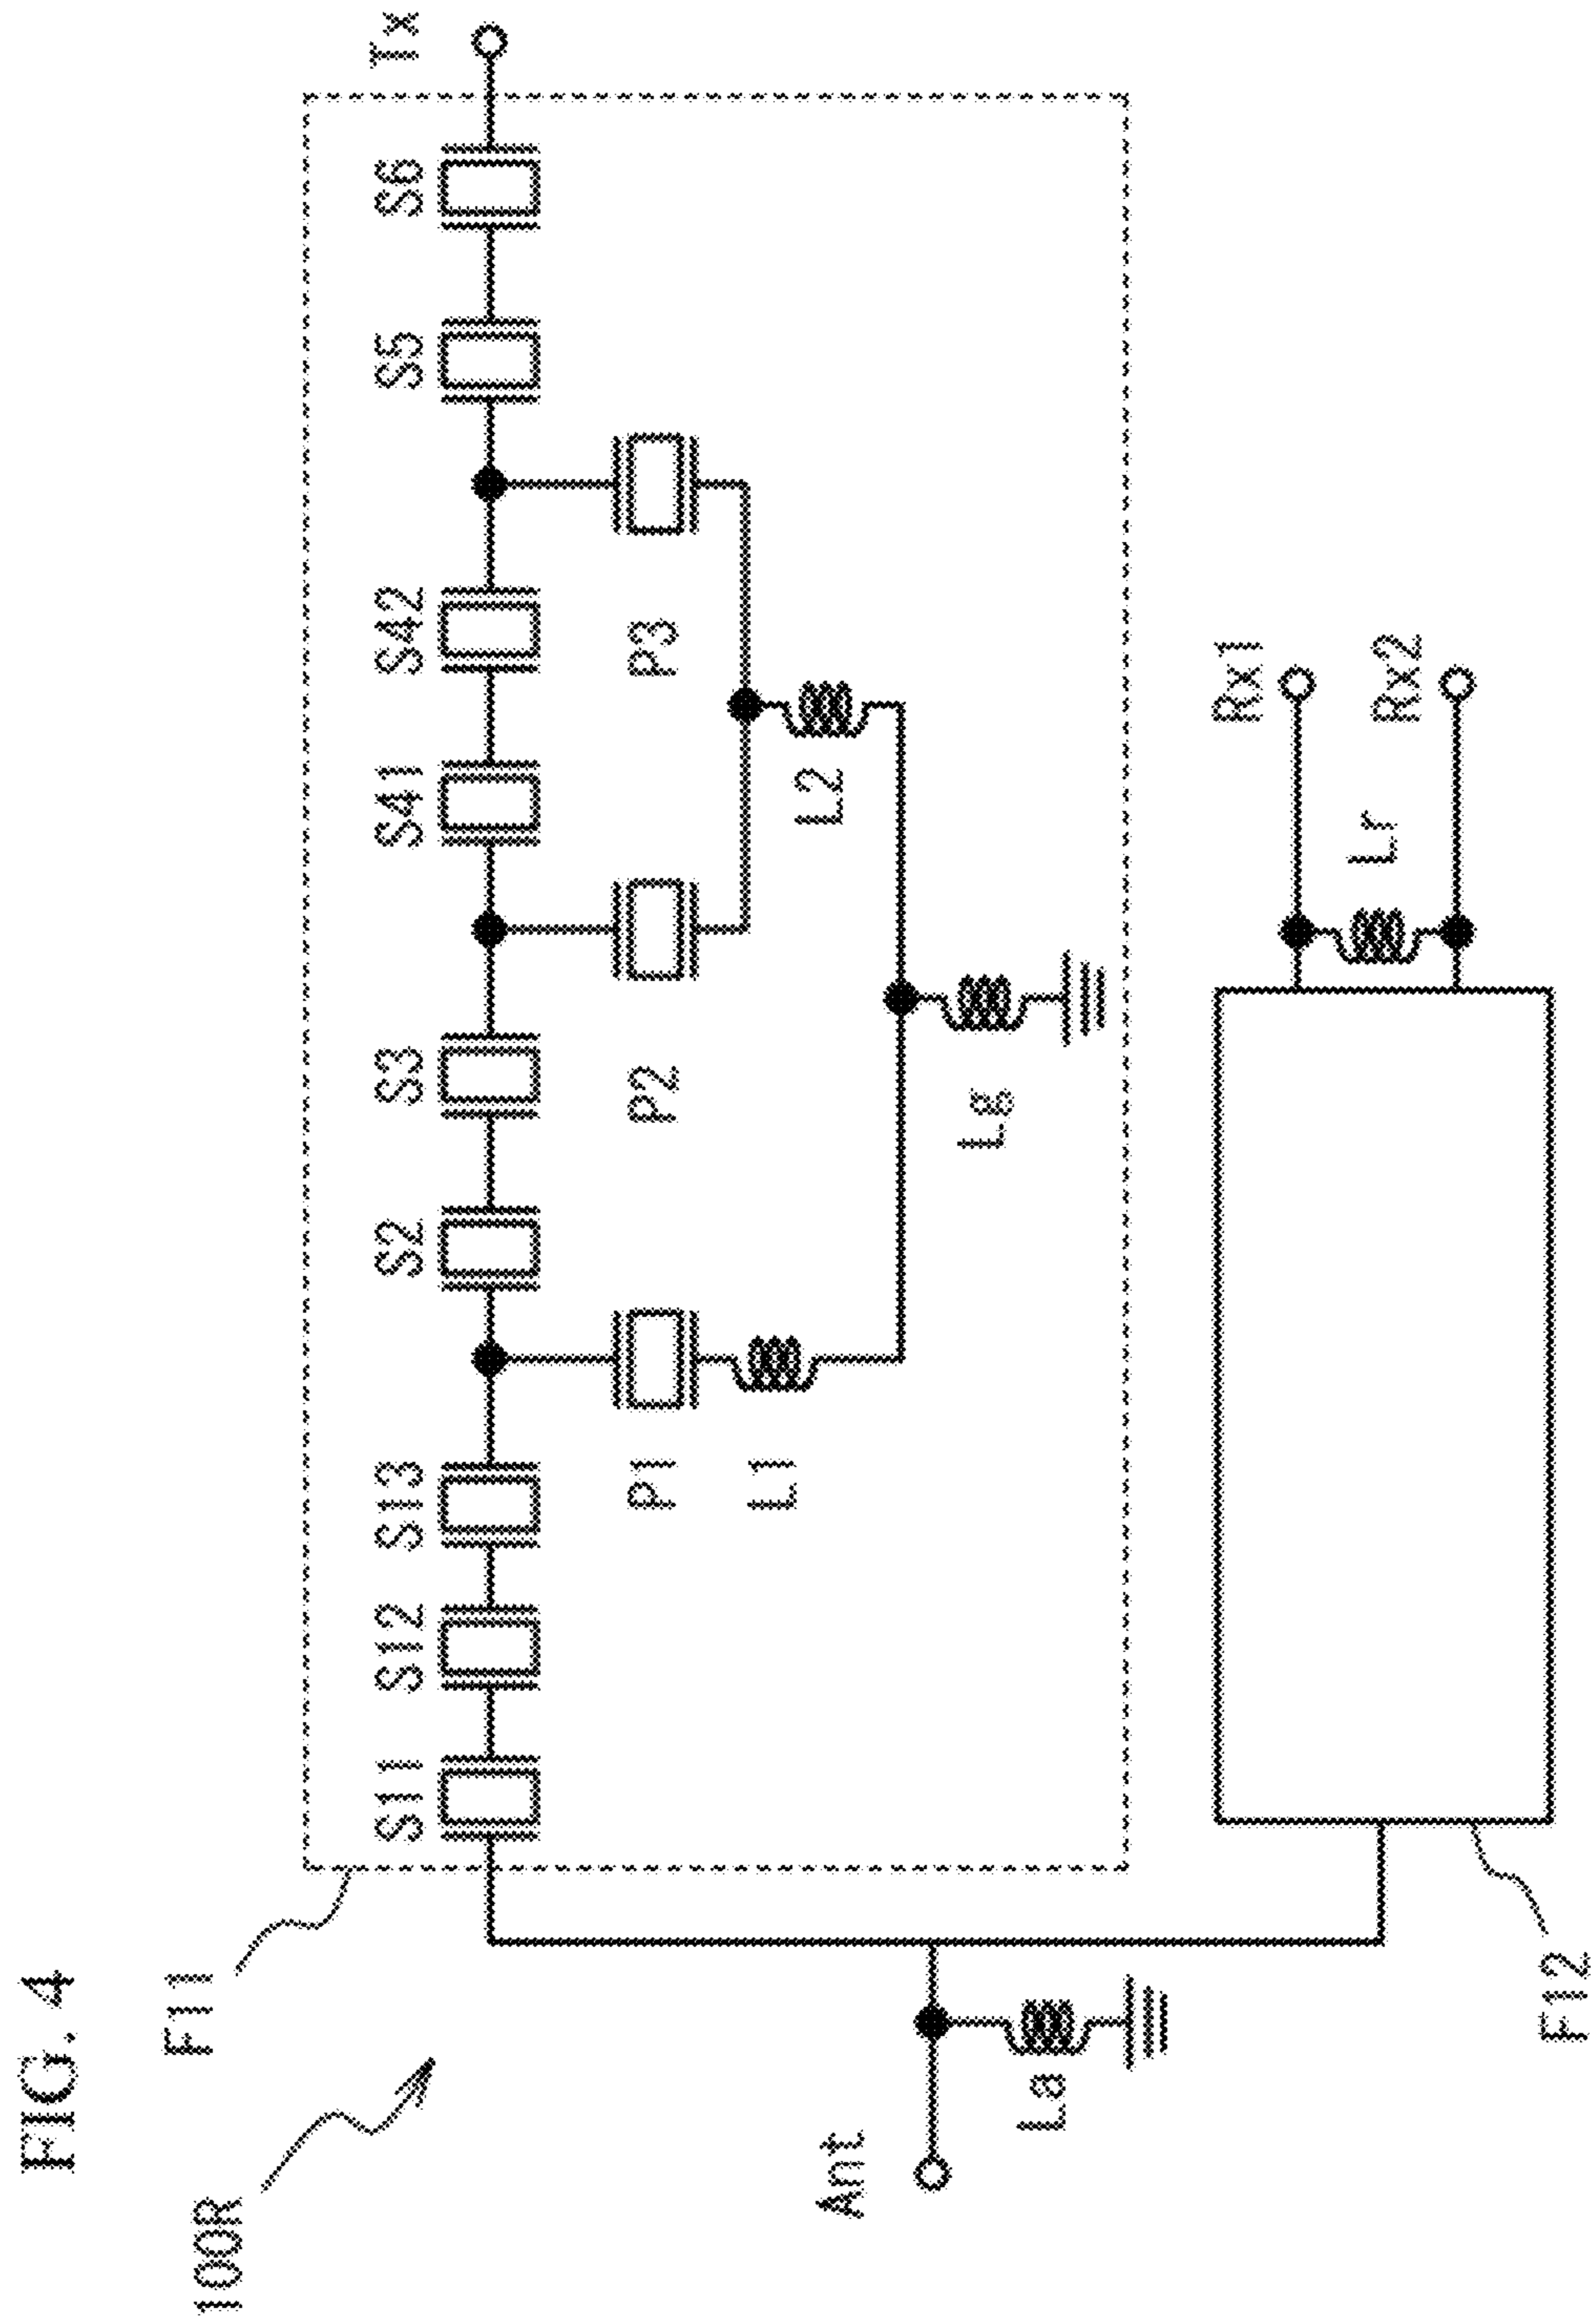 FIG. 4
100R
F11
S11
S12
S13
S2
S3
S41
S42
S5
S6
Tx
P1
P2
P3
L1
L2
Lg
Ant
La
Rx1
Lr
Rx2
F12